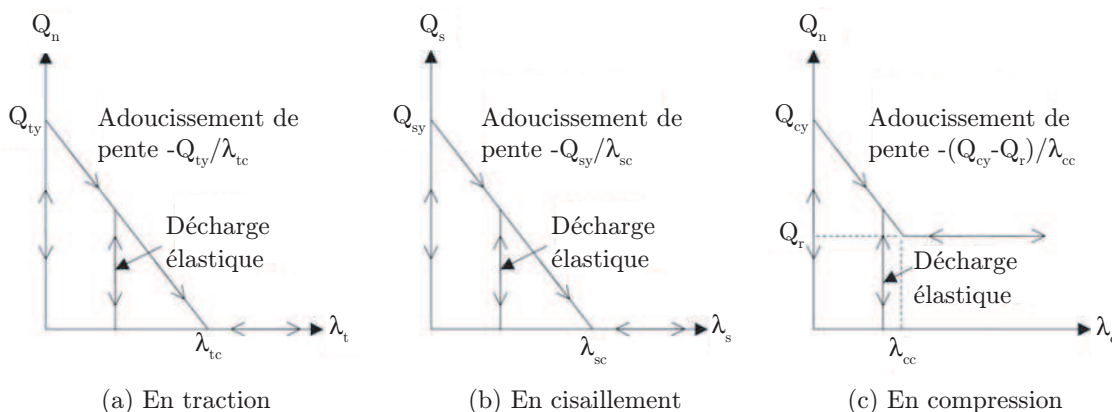 Q_n
Q_ty
Adoucissement de
pente -Q_ty/λ_tc
Décharge
élastique
λ_tc
λ_t
(a) En traction
Q_s
Q_sy
Adoucissement de
pente -Q_sy/λ_sc
Décharge
élastique
λ_sc
λ_s
(b) En cisaillement
Q_n
Q_cy
Adoucissement de
pente -(Q_cy-Q_r)/λ_cc
Q_r
Décharge
élastique
λ_cc
λ_c
(c) En compression